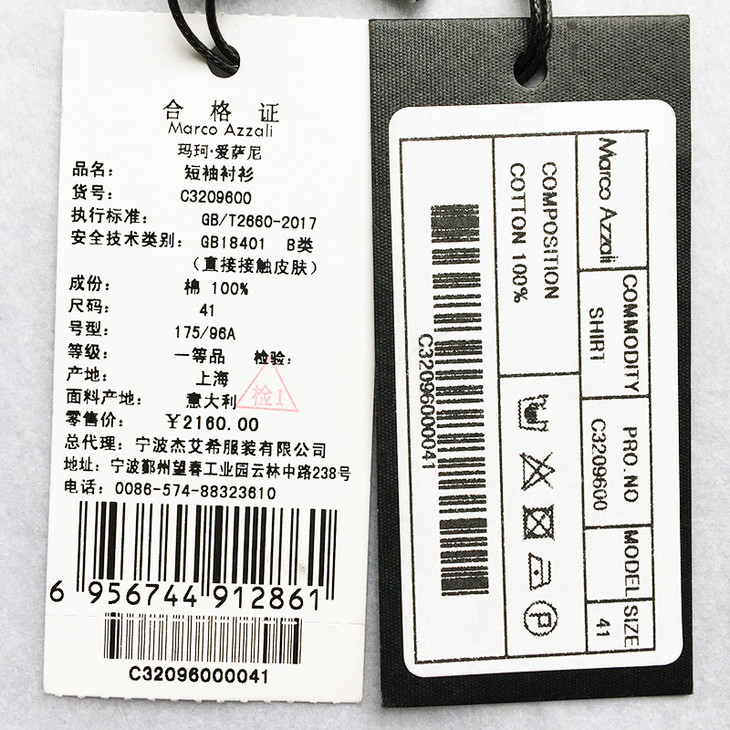 合格证
Marco Azzali
玛珂·爱萨尼
品名: 短袖衬衫
货号: C3209600
执行标准: GB/T2660-2017
安全技术类别: GB18401 B类
(直接接触皮肤)
成份: 棉 100%
尺码: 41
号型: 175/96A
等级: 一等品 检验:
产地: 上海
检1
面料产地: 意大利
零售价: ¥2160.00
总代理: 宁波杰艾希服装有限公司
地址: 宁波鄞州望春工业园云林中路238号
电话: 0086-574-88323610
6 956744 912861
C32096000041
Marco Azzali
COMMODITY PRO.NO MODEL SIZE
SHIRT C3209600 41
COMPOSITION
COTTON 100%
P
C32096000041